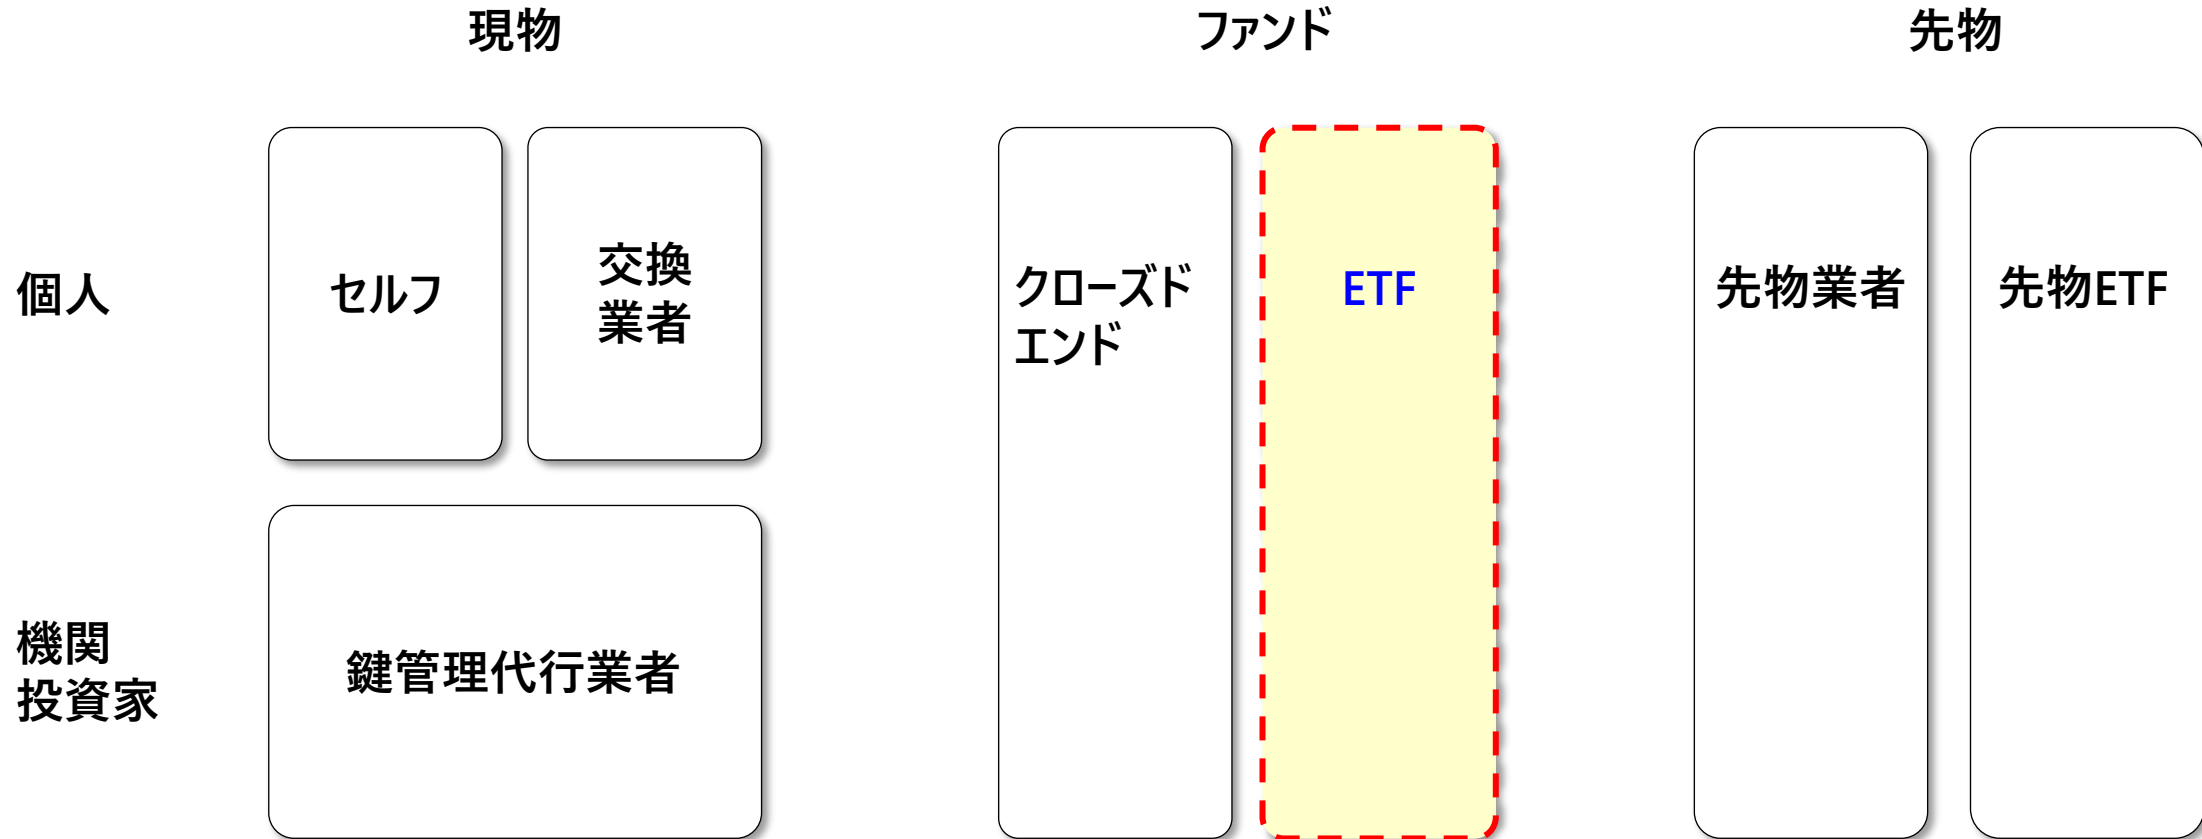 現物
ファンド
先物
個人
セルフ
交換
業者
クローズド
エンド
ETF
先物業者
先物ETF
機関
投資家
鍵管理代行業者